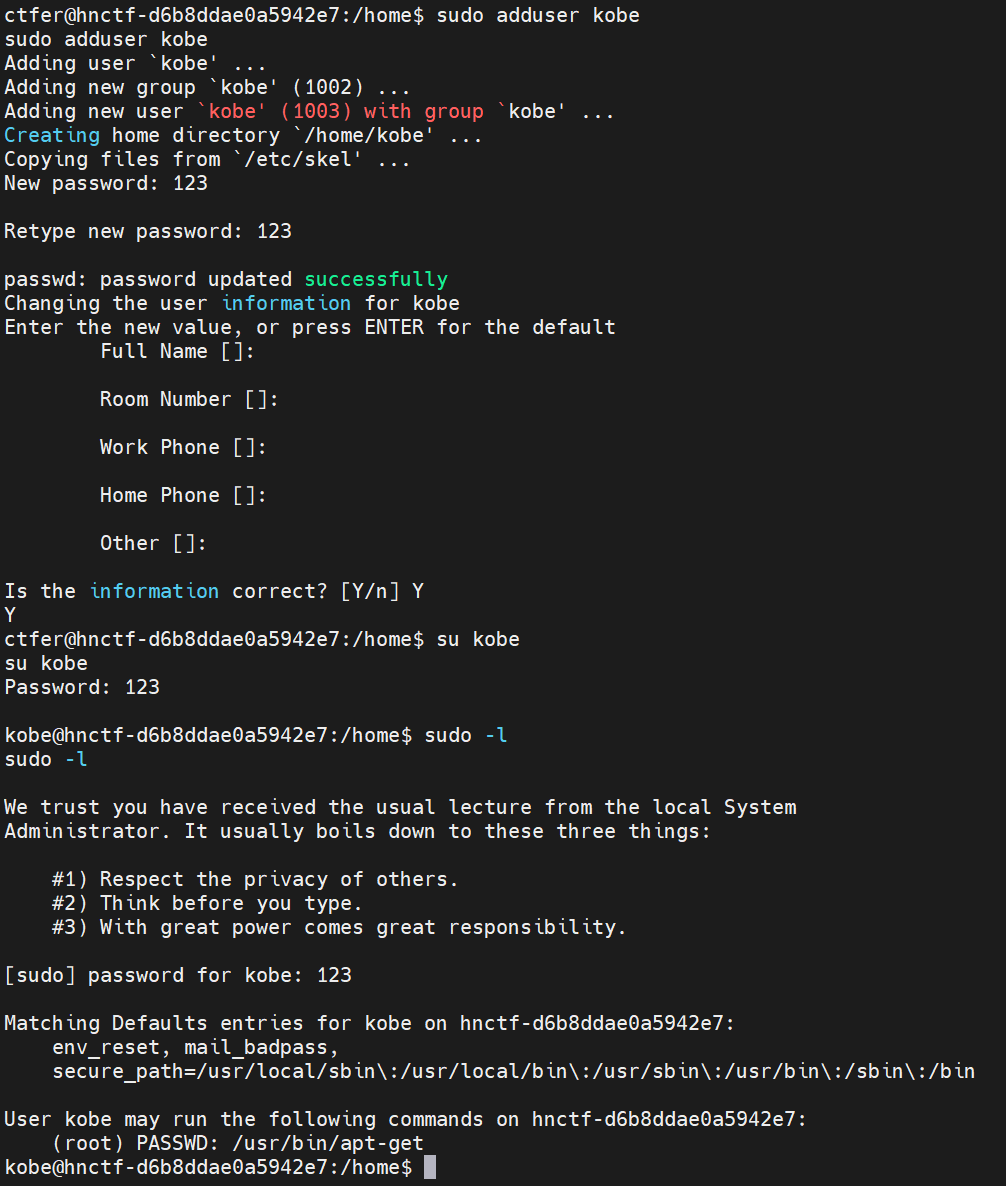 ctfer@hnctf-d6b8ddae0a5942e7:/home$ sudo adduser kobe
sudo adduser kobe
Adding user `kobe' ...
Adding new group `kobe' (1002) ...
Adding new user `kobe' (1003) with group `kobe' ...
Creating home directory `/home/kobe' ...
Copying files from `/etc/skel' ...
New password: 123
Retype new password: 123
passwd: password updated successfully
Changing the user information for kobe
Enter the new value, or press ENTER for the default
Full Name []:
Room Number []:
Work Phone []:
Home Phone []:
Other []:
Is the information correct? [Y/n] Y
Y
ctfer@hnctf-d6b8ddae0a5942e7:/home$ su kobe
su kobe
Password: 123
kobe@hnctf-d6b8ddae0a5942e7:/home$ sudo -l
sudo -l
We trust you have received the usual lecture from the local System
Administrator. It usually boils down to these three things:
#1) Respect the privacy of others.
#2) Think before you type.
#3) With great power comes great responsibility.
[sudo] password for kobe: 123
Matching Defaults entries for kobe on hnctf-d6b8ddae0a5942e7:
env_reset, mail_badpass,
secure_path=/usr/local/sbin\:/usr/local/bin\:/usr/sbin\:/usr/bin\:/sbin\:/bin
User kobe may run the following commands on hnctf-d6b8ddae0a5942e7:
(root) PASSWD: /usr/bin/apt-get
kobe@hnctf-d6b8ddae0a5942e7:/home$